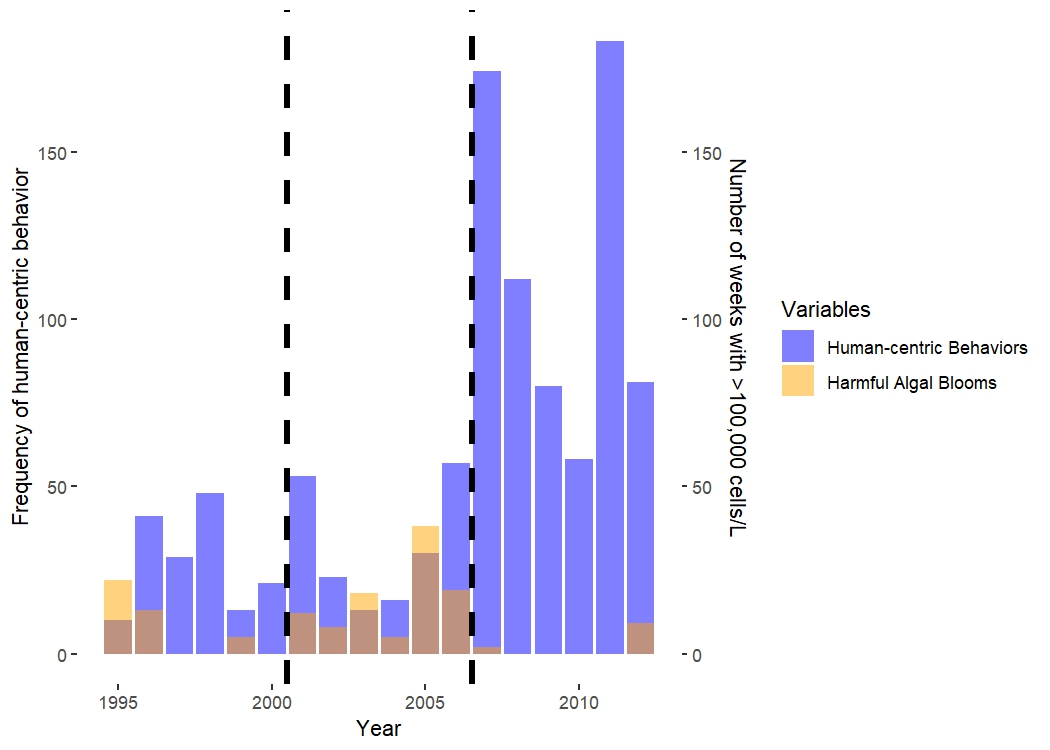 Frequency of human-centric behavior
150
100
50
0
1995
2000
2005
2010
Year
150
100
50
0
Number of weeks with >100,000 cells/L
Variables
Human-centric Behaviors
Harmful Algal Blooms